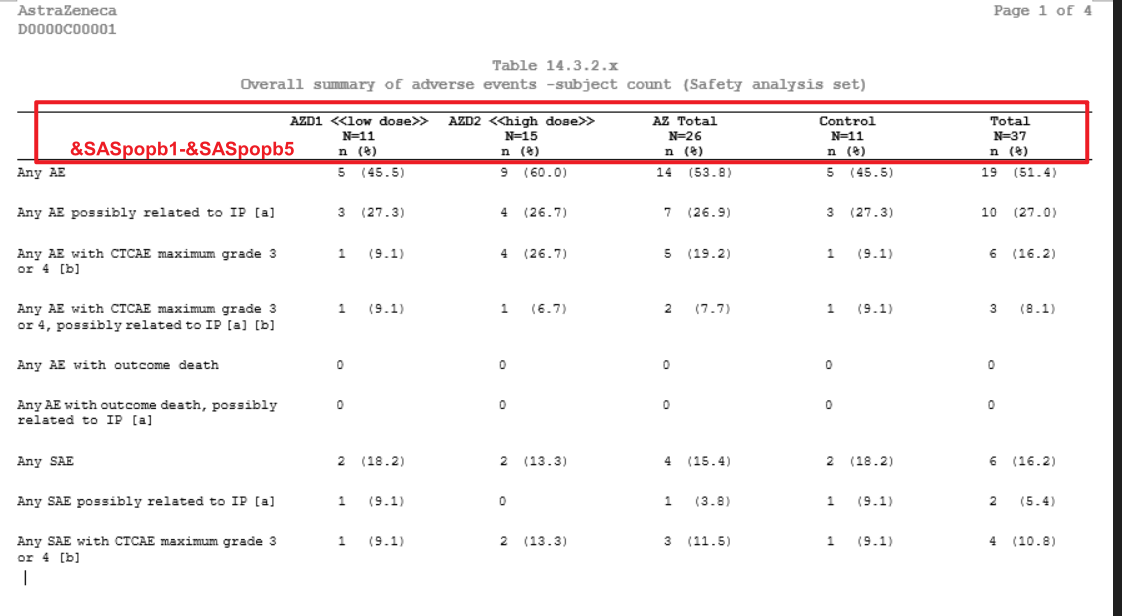 AstraZeneca Page 1 of 4
D0000C00001
Table 14.3.2.x
Overall summary of adverse events -subject count (Safety analysis set)
AZD1 <<low dose>> AZD2 <<high dose>> AZ Total Control Total
N=11 N=15 N=26 N=11 N=37
&SASpopb1-&SASpopb5 n (%) n (%) n (%) n (%) n (%)
Any AE 5 (45.5) 9 (60.0) 14 (53.8) 5 (45.5) 19 (51.4)
Any AE possibly related to IP [a] 3 (27.3) 4 (26.7) 7 (26.9) 3 (27.3) 10 (27.0)
Any AE with CTCAE maximum grade 3 1 (9.1) 4 (26.7) 5 (19.2) 1 (9.1) 6 (16.2)
or 4 [b]
Any AE with CTCAE maximum grade 3 1 (9.1) 1 (6.7) 2 (7.7) 1 (9.1) 3 (8.1)
or 4, possibly related to IP [a] [b]
Any AE with outcome death 0 0 0 0 0
Any AE with outcome death, possibly 0 0 0 0 0
related to IP [a]
Any SAE 2 (18.2) 2 (13.3) 4 (15.4) 2 (18.2) 6 (16.2)
Any SAE possibly related to IP [a] 1 (9.1) 0 1 (3.8) 1 (9.1) 2 (5.4)
Any SAE with CTCAE maximum grade 3 1 (9.1) 2 (13.3) 3 (11.5) 1 (9.1) 4 (10.8)
or 4 [b]